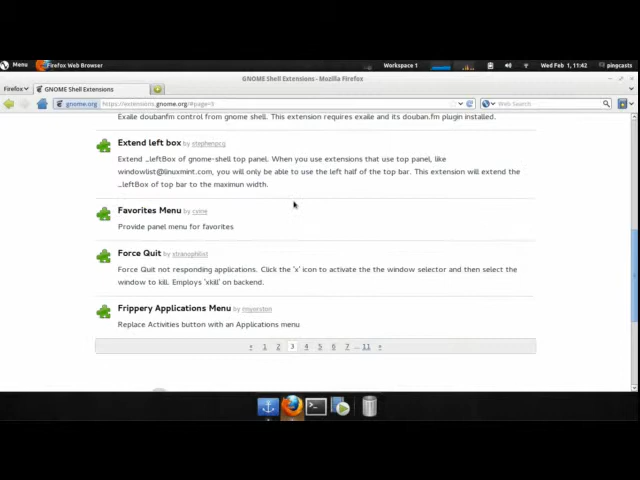 Menu Firefox Web Browser Workspace 1 Wed Feb 1, 11:42 pingcasts
GNOME Shell Extensions - Mozilla Firefox
Firefox GNOME Shell Extensions
gnome.org https://extensions.gnome.org/#page=3 Web Search
Exaile doubanfm control from gnome shell. This extension requires exaile and its douban.fm plugin installed.
Extend left box by
Extend _leftBox of gnome-shell top panel. When you use extensions that use top panel, like
windowlist@linuxmint.com, you will only be able to use the left half of the top bar. This extension will extend the
_leftBox of top bar to the maximun width.
Favorites Menu by
Provide panel menu for favorites
Force Quit by
Force Quit not responding applications. Click the 'x' icon to activate the the window selector and then select the
window to kill. Employs 'xkill' on backend.
Frippery Applications Menu by rmyorston
Replace Activities button with an Applications menu
« 1 2 3 4 5 6 7 ... 11 »